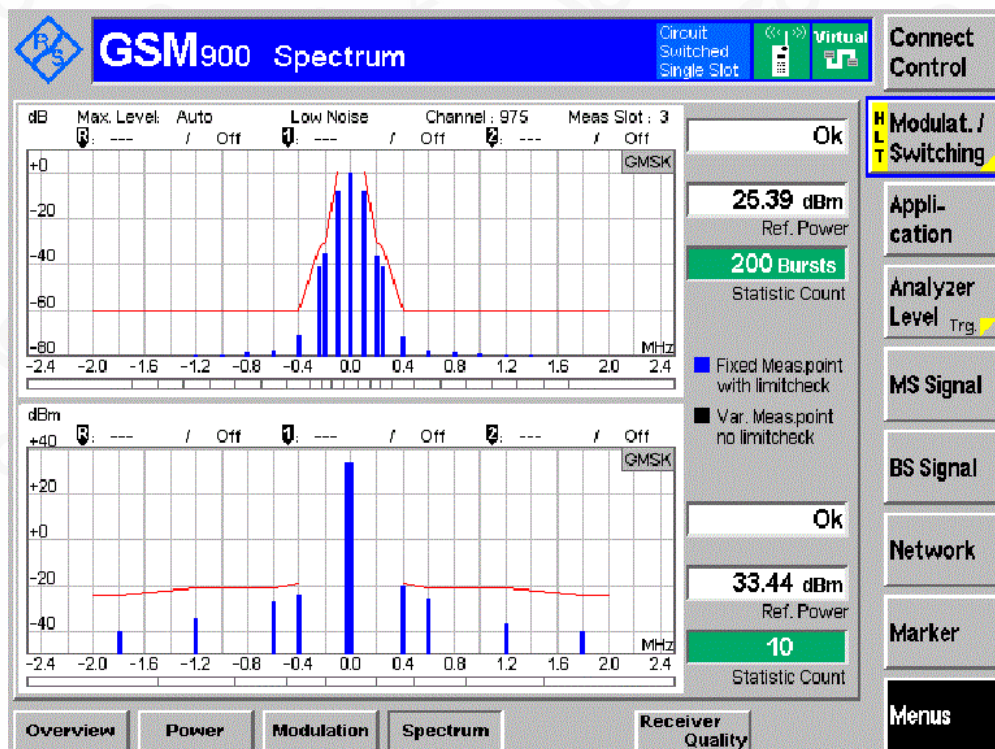 R/S
GSM900 Spectrum
Circuit Switched Single Slot
Virtual
Connect Control
HLT
Modulat. / Switching
Appli-cation
Analyzer Level Trg.
MS Signal
BS Signal
Network
Marker
Menus
dB Max. Level: Auto Low Noise Channel : 975 Meas Slot : 3
R : --- / Off 1 : --- / Off 2 : --- / Off
GMSK
+0
-20
-40
-60
-80
MHz
-2.4 -2.0 -1.6 -1.2 -0.8 -0.4 0.0 0.4 0.8 1.2 1.6 2.0 2.4
Ok
25.39 dBm
Ref. Power
200 Bursts
Statistic Count
Fixed Meas.point
with limitcheck
Var. Meas.point
no limitcheck
dBm
R : --- / Off 1 : --- / Off 2 : --- / Off
GMSK
+40
+20
+0
-20
-40
MHz
-2.4 -2.0 -1.6 -1.2 -0.8 -0.4 0.0 0.4 0.8 1.2 1.6 2.0 2.4
Ok
33.44 dBm
Ref. Power
10
Statistic Count
Overview Power Modulation Spectrum Receiver Quality